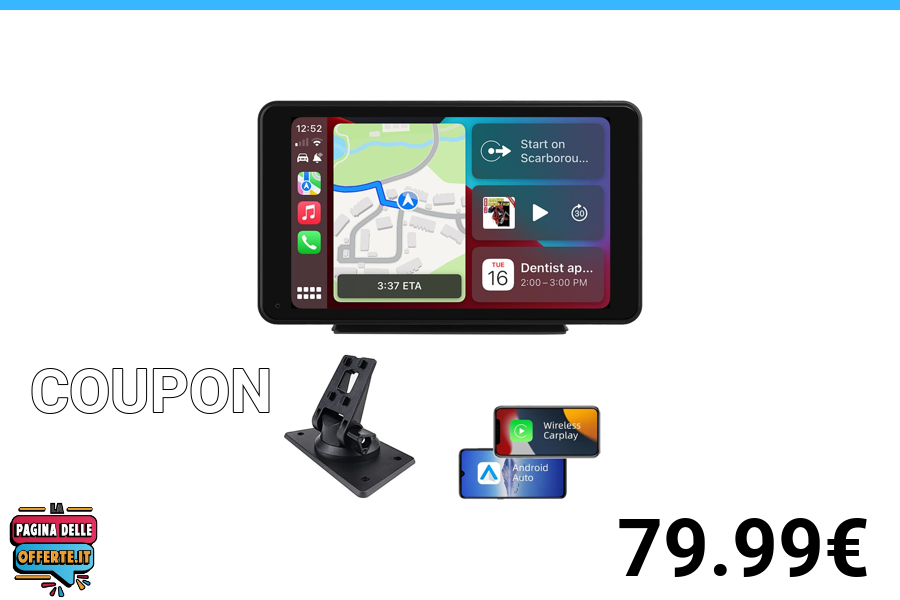 12:52
Start on
Scarborou...
30
TUE
16
Dentist ap...
2:00–3:00 PM
3:37 ETA
COUPON
Wireless
Carplay
Android
Auto
LA
PAGINA DELLE
OFFERTE.IT
79.99€